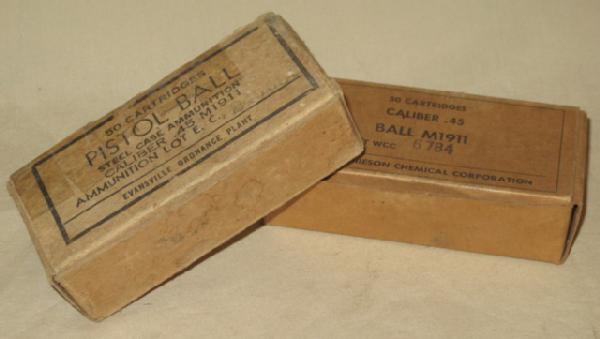 50 CARTRIDGES
PISTOL BALL
STEEL CASE AMMUNITION
CALIBER .45 M1911
AMMUNITION LOT E. C.
EVANSVILLE ORDNANCE PLANT
50 CARTRIDGES
CALIBER .45
BALL M1911
WCC 6784
CHEMICAL CORPORATION